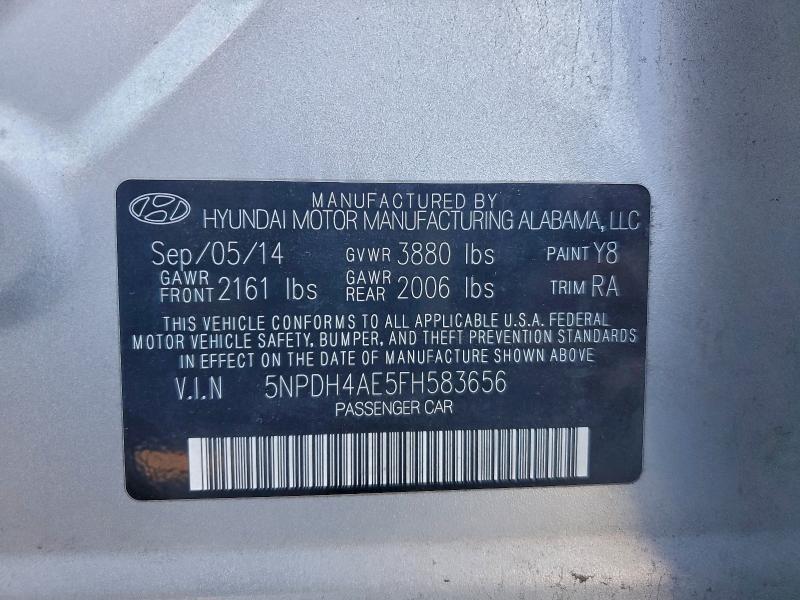 MANUFACTURED BY
HYUNDAI MOTOR MANUFACTURING ALABAMA, LLC
Sep/05/14 GVWR 3880 lbs PAINT Y8
GAWR FRONT 2161 lbs GAWR REAR 2006 lbs TRIM RA
THIS VEHICLE CONFORMS TO ALL APPLICABLE U.S.A. FEDERAL
MOTOR VEHICLE SAFETY, BUMPER, AND THEFT PREVENTION STANDARDS
IN EFFECT ON THE DATE OF MANUFACTURE SHOWN ABOVE
V.I.N 5NPDH4AE5FH583656
PASSENGER CAR